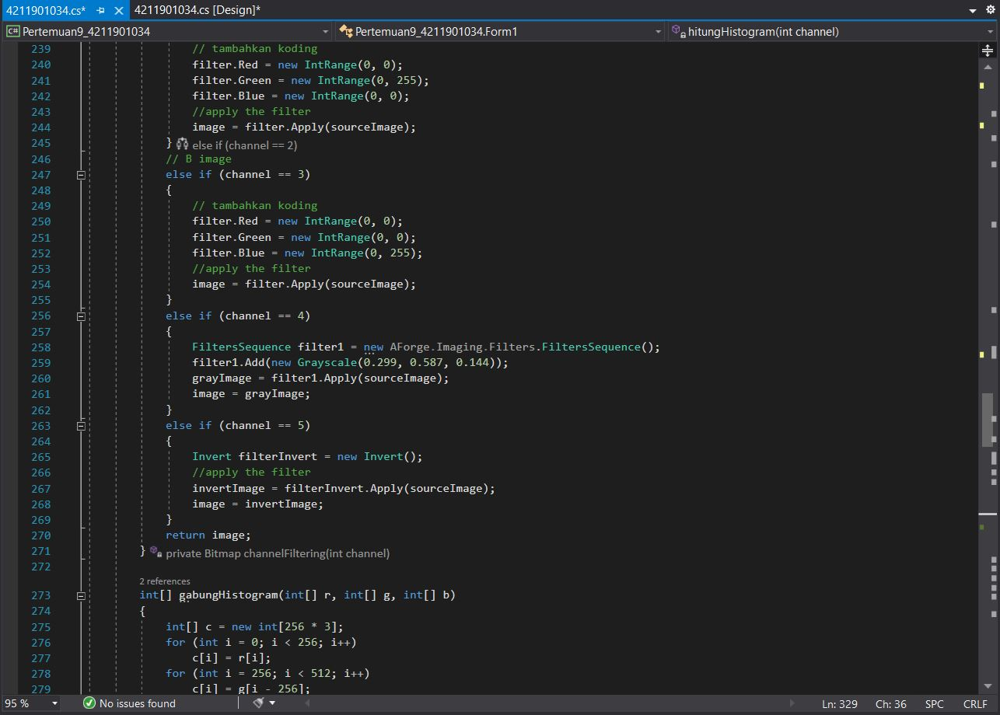 4211901034.cs* 4211901034.cs [Design]*
C# Pertemuan9_4211901034 Pertemuan9_4211901034.Form1 hitungHistogram(int channel)
239 // tambahkan koding
240 filter.Red = new IntRange(0, 0);
241 filter.Green = new IntRange(0, 255);
242 filter.Blue = new IntRange(0, 0);
243 //apply the filter
244 image = filter.Apply(sourceImage);
245 } else if (channel == 2)
246 // B image
247 else if (channel == 3)
248 {
249 // tambahkan koding
250 filter.Red = new IntRange(0, 0);
251 filter.Green = new IntRange(0, 0);
252 filter.Blue = new IntRange(0, 255);
253 //apply the filter
254 image = filter.Apply(sourceImage);
255 }
256 else if (channel == 4)
257 {
258 FiltersSequence filter1 = new AForge.Imaging.Filters.FiltersSequence();
259 filter1.Add(new Grayscale(0.299, 0.587, 0.144));
260 grayImage = filter1.Apply(sourceImage);
261 image = grayImage;
262 }
263 else if (channel == 5)
264 {
265 Invert filterInvert = new Invert();
266 //apply the filter
267 invertImage = filterInvert.Apply(sourceImage);
268 image = invertImage;
269 }
270 return image;
271 } private Bitmap channelFiltering(int channel)
272
2 references
273 int[] gabungHistogram(int[] r, int[] g, int[] b)
274 {
275 int[] c = new int[256 * 3];
276 for (int i = 0; i < 256; i++)
277 c[i] = r[i];
278 for (int i = 256; i < 512; i++)
279 c[i] = g[i - 256];
95 % No issues found Ln: 329 Ch: 36 SPC CRLF